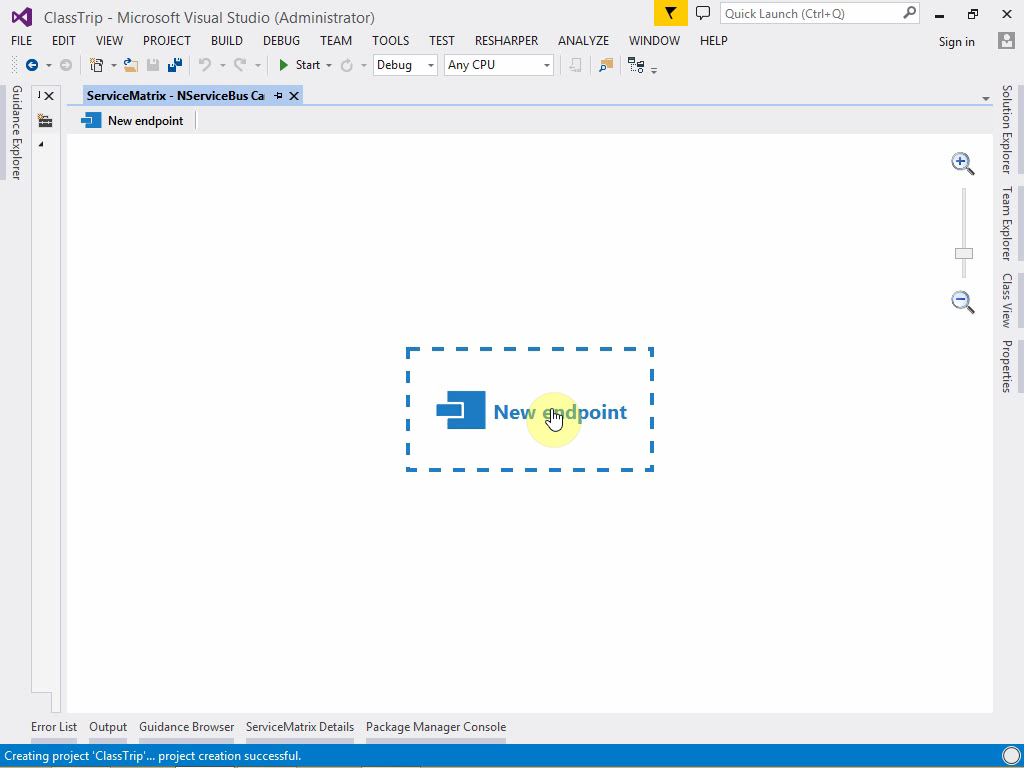 ClassTrip - Microsoft Visual Studio (Administrator)
Quick Launch (Ctrl+Q)
FILE EDIT VIEW PROJECT BUILD DEBUG TEAM TOOLS TEST RESHARPER ANALYZE WINDOW HELP
Sign in
Start Debug Any CPU
Guidance Explorer
ServiceMatrix - NServiceBus Ca
New endpoint
New endpoint
Solution Explorer
Team Explorer
Class View
Properties
Error List Output Guidance Browser ServiceMatrix Details Package Manager Console
Creating project 'ClassTrip'... project creation successful.